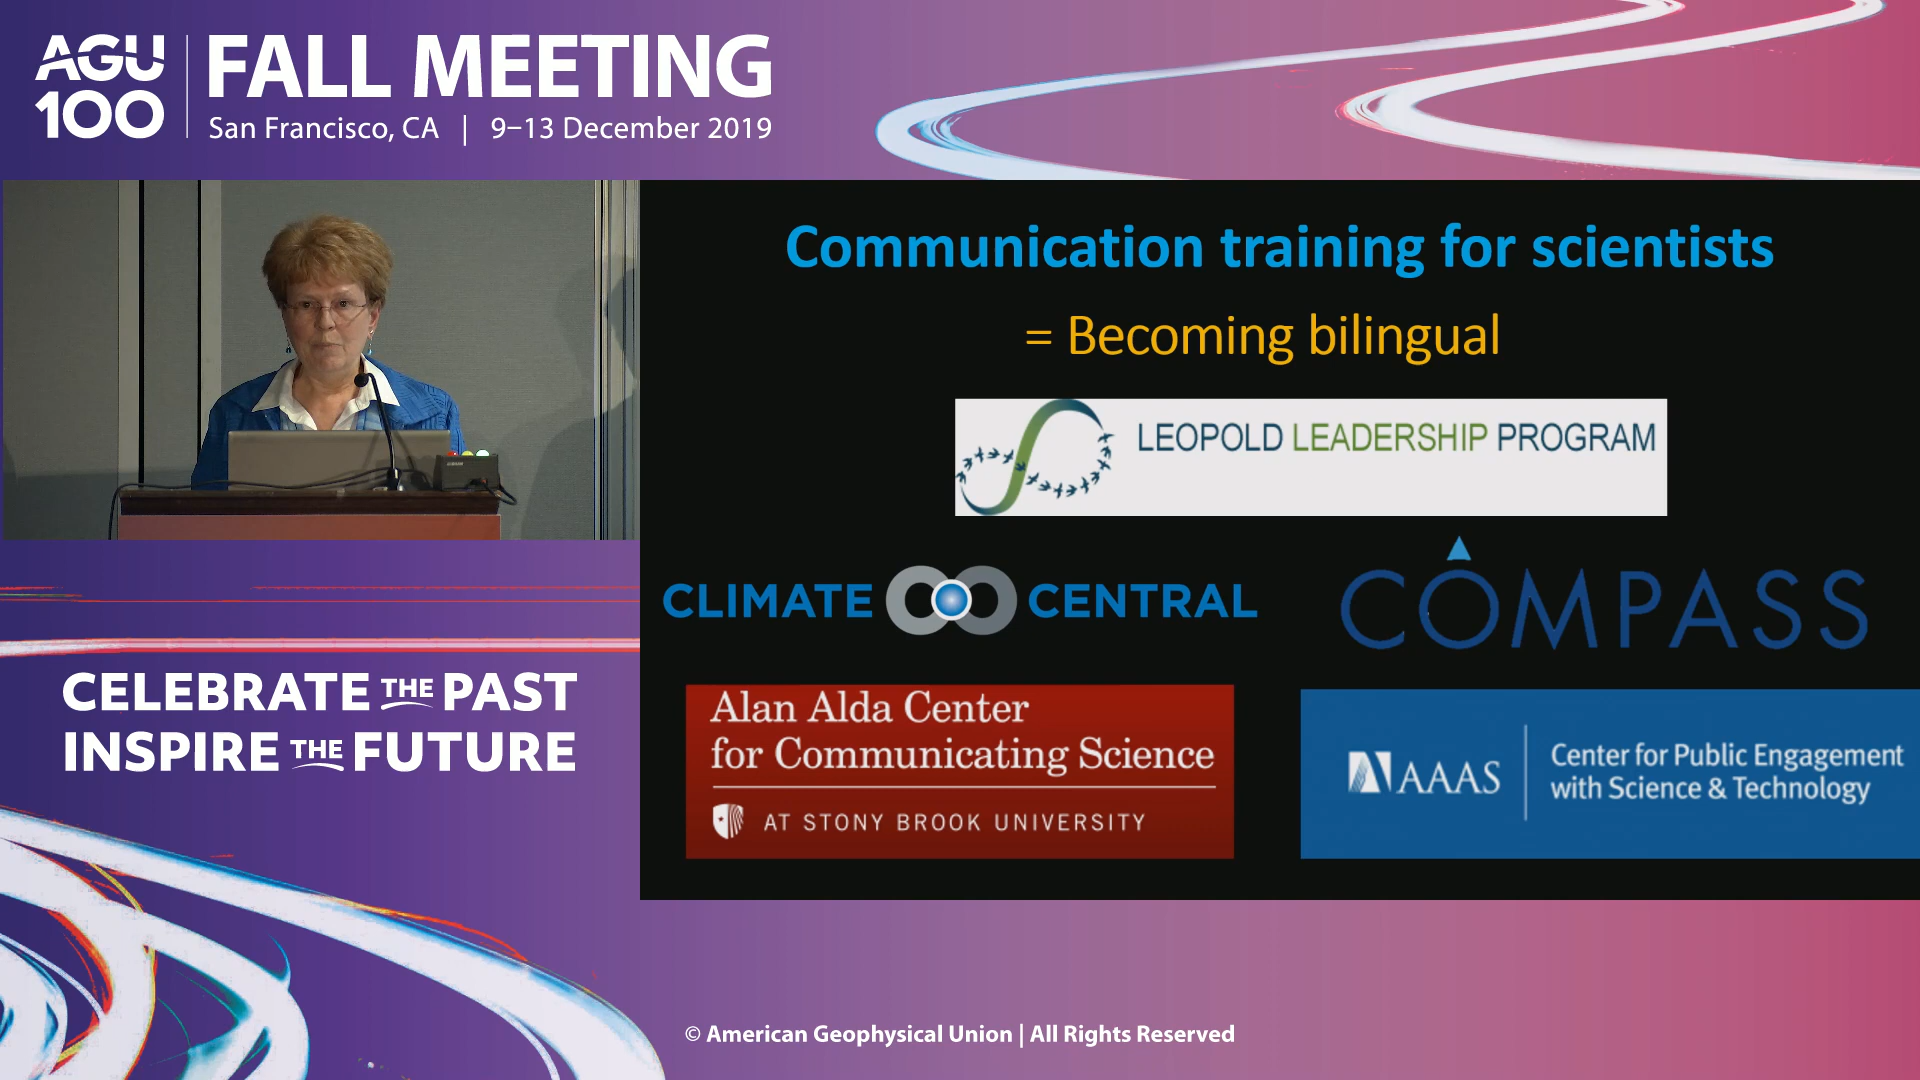 AGU
100
FALL MEETING
San Francisco, CA | 9–13 December 2019
Communication training for scientists
= Becoming bilingual
LEOPOLD LEADERSHIP PROGRAM
CLIMATE CENTRAL
COMPASS
Alan Alda Center
for Communicating Science
AT STONY BROOK UNIVERSITY
AAAS
Center for Public Engagement
with Science & Technology
CELEBRATE THE PAST
INSPIRE THE FUTURE
© American Geophysical Union | All Rights Reserved